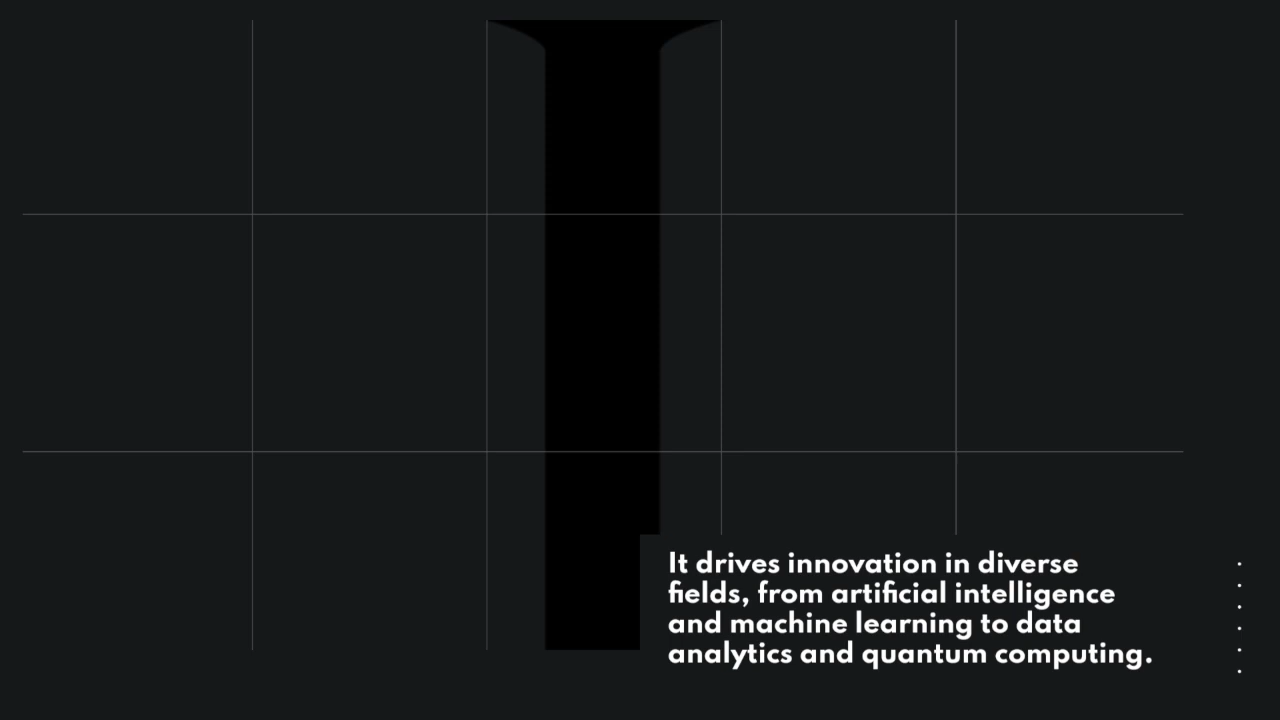 It drives innovation in diverse
fields, from artificial intelligence
and machine learning to data
analytics and quantum computing.